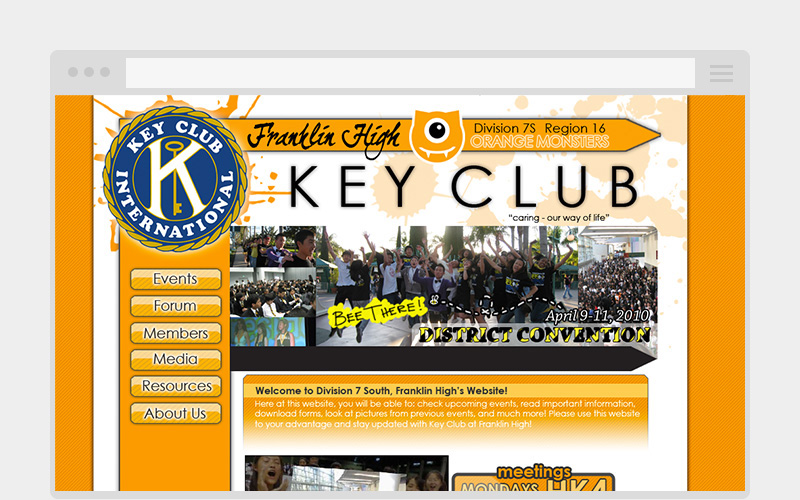 KEY CLUB
INTERNATIONAL
K
Franklin High
Division 7S Region 16
ORANGE MONSTERS
KEY CLUB
“caring - our way of life”
Events
Forum
Members
Media
Resources
About Us
BEE THERE!
April 9-11, 2010
DISTRICT CONVENTION
Welcome to Division 7 South, Franklin High's Website!
Here at this website, you will be able to: check upcoming events, read important imformation,
download forms, look at pictures from previous events, and much more! Please use this website
to your advantage and stay updated with Key Club at Franklin High!
meetings
MONDAYS HK4